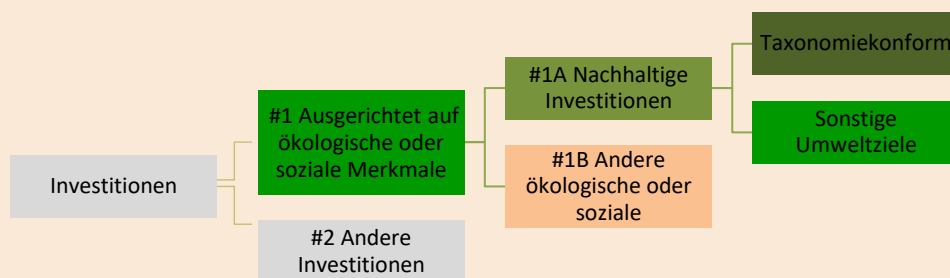 Investitionen
#1 Ausgerichtet auf
ökologische oder
soziale Merkmale
#2 Andere
Investitionen
#1A Nachhaltige
Investitionen
#1B Andere
ökologische oder
soziale
Taxonomiekonform
Sonstige
Umweltziele